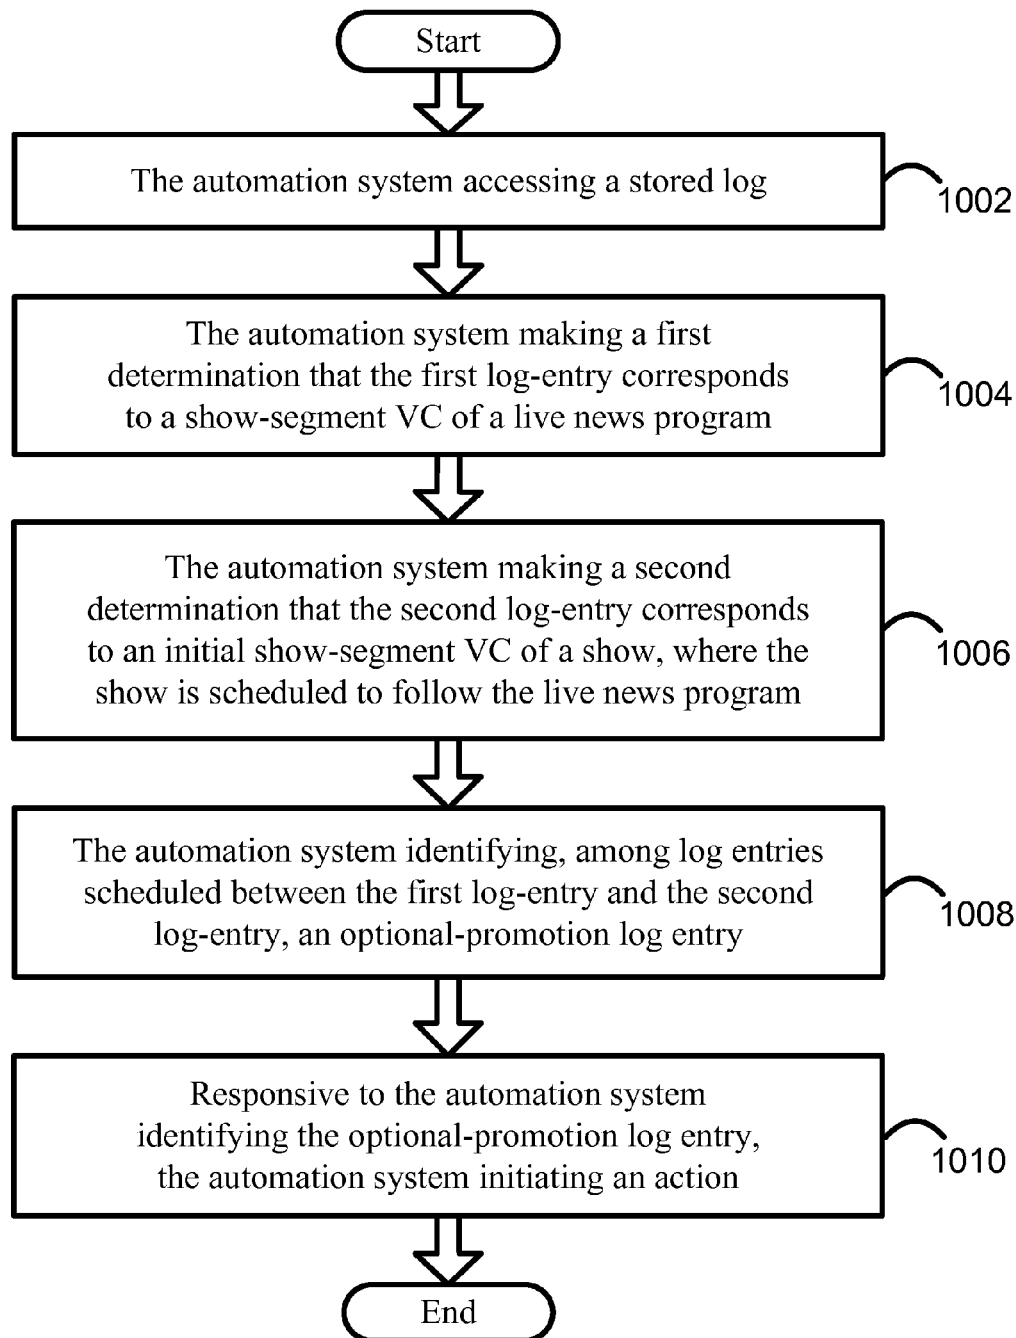 Start
The automation system accessing a stored log
1002
The automation system making a first
determination that the first log-entry corresponds
to a show-segment VC of a live news program
1004
The automation system making a second
determination that the second log-entry corresponds
to an initial show-segment VC of a show, where the
show is scheduled to follow the live news program
1006
The automation system identifying, among log entries
scheduled between the first log-entry and the second
log-entry, an optional-promotion log entry
1008
Responsive to the automation system
identifying the optional-promotion log entry,
the automation system initiating an action
1010
End